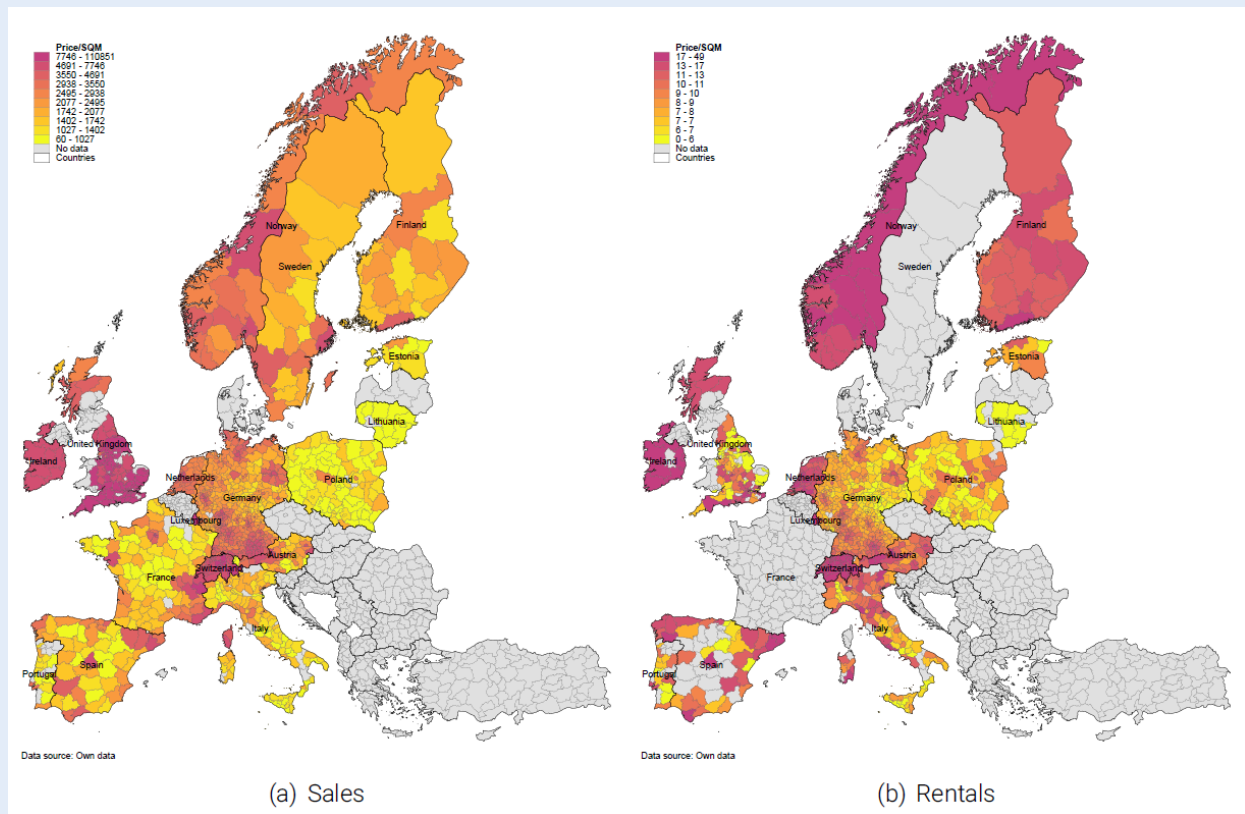 Price/SQM
7746 - 110851
4691 - 7746
3550 - 4691
2938 - 3550
2495 - 2938
2077 - 2495
1742 - 2077
1402 - 1742
1027 - 1402
60 - 1027
No data
Countries
Norway
Finland
Sweden
Estonia
Lithuania
United Kingdom
Ireland
Netherlands
Poland
Germany
Luxembourg
Austria
Switzerland
France
Italy
Spain
Portugal
Data source: Own data
(a) Sales
Price/SQM
17 - 49
13 - 17
11 - 13
10 - 11
9 - 10
8 - 9
7 - 8
7 - 7
6 - 7
0 - 6
No data
Countries
Norway
Finland
Sweden
Estonia
Lithuania
United Kingdom
Ireland
Netherlands
Poland
Germany
Luxembourg
Austria
Switzerland
France
Italy
Spain
Portugal
Data source: Own data
(b) Rentals